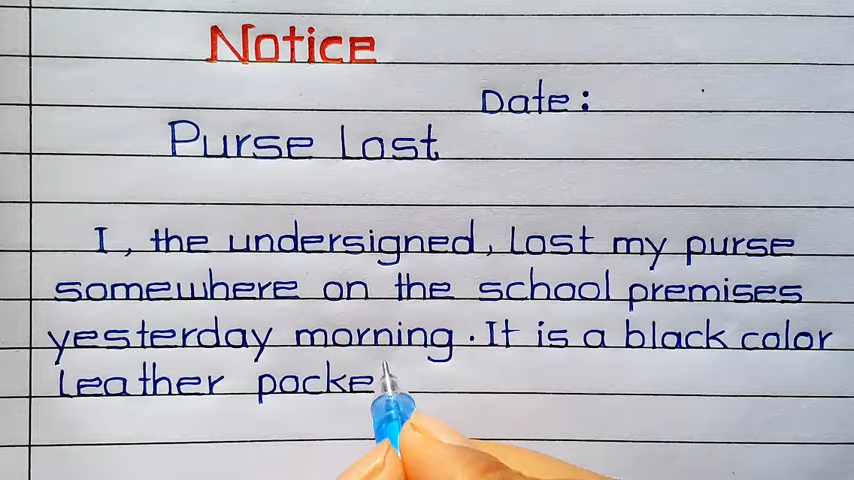 Notice
Date:
Purse Lost
I, the undersigned, lost my purse
somewhere on the school premises
yesterday morning. It is a black color
leather packe